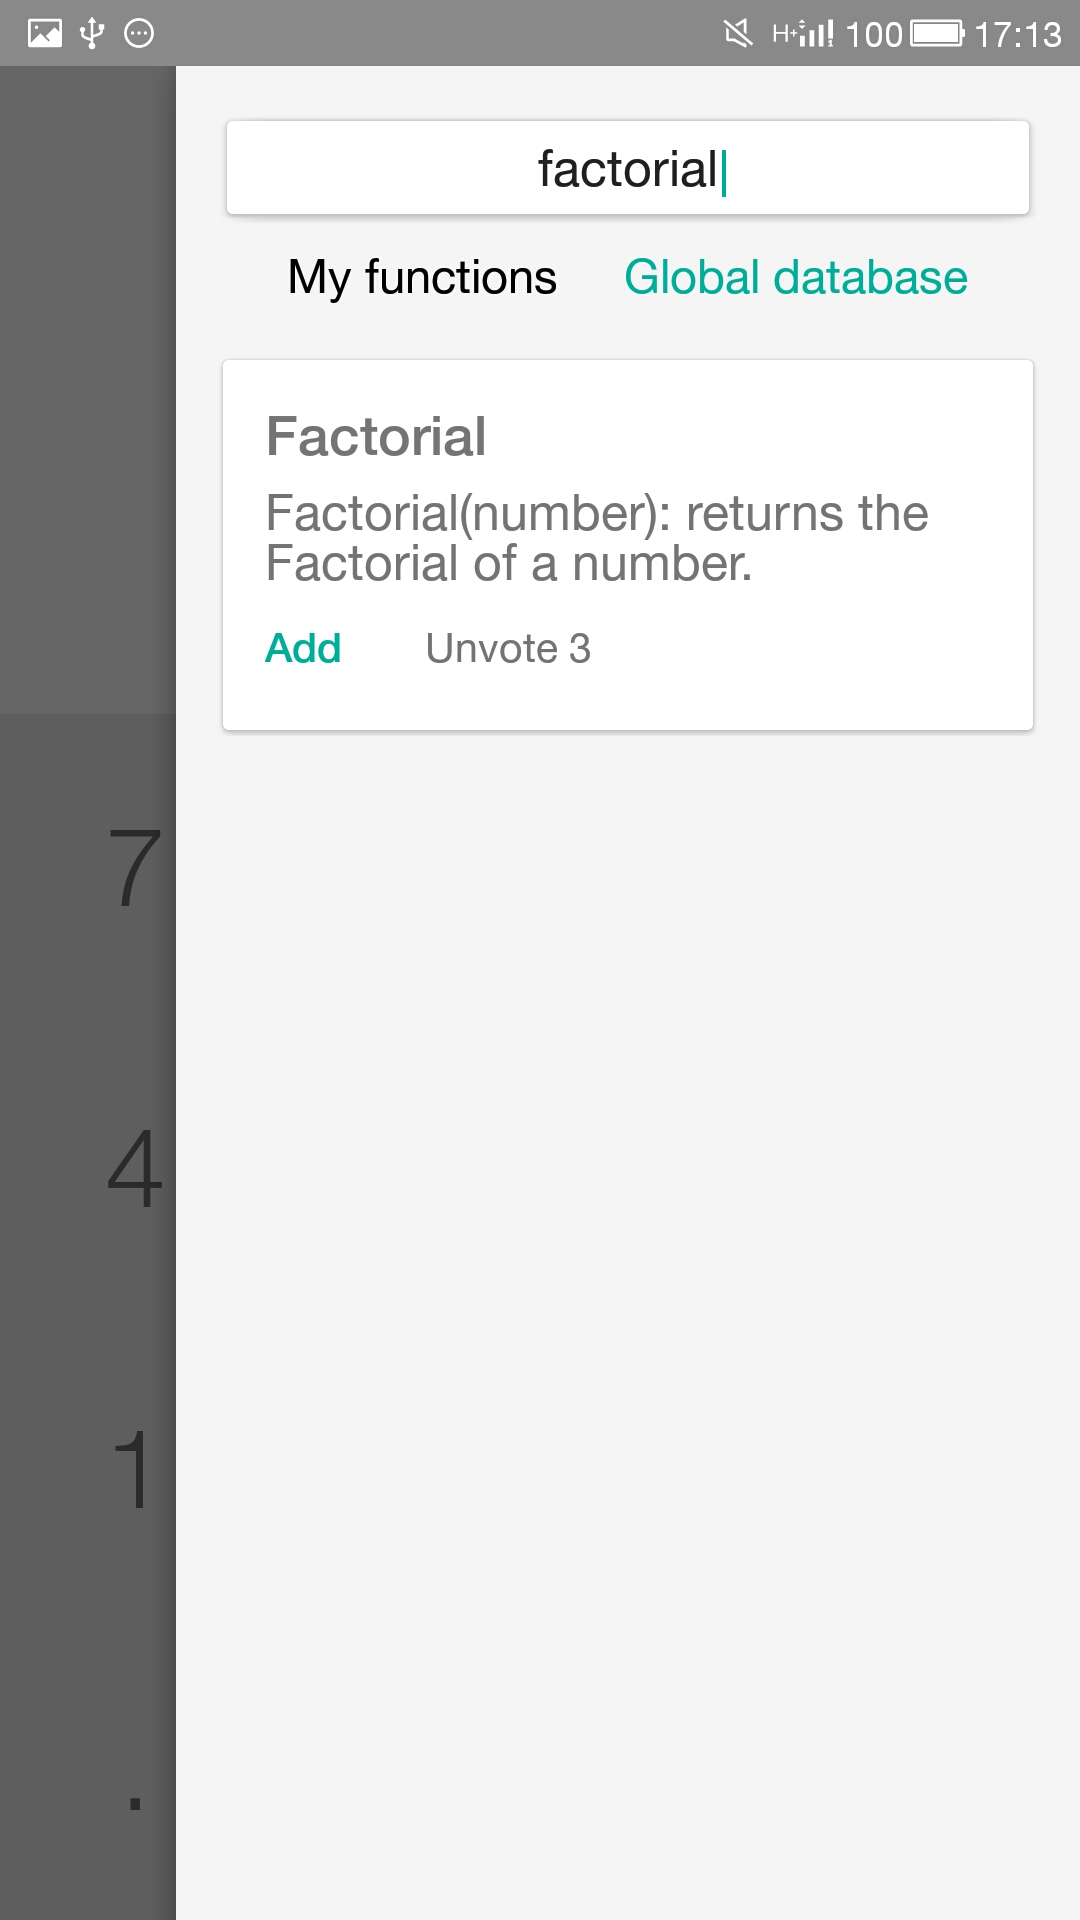 H+ 100 17:13
factorial
My functions Global database
Factorial
Factorial(number): returns the
Factorial of a number.
Add Unvote 3
7
4
1
.